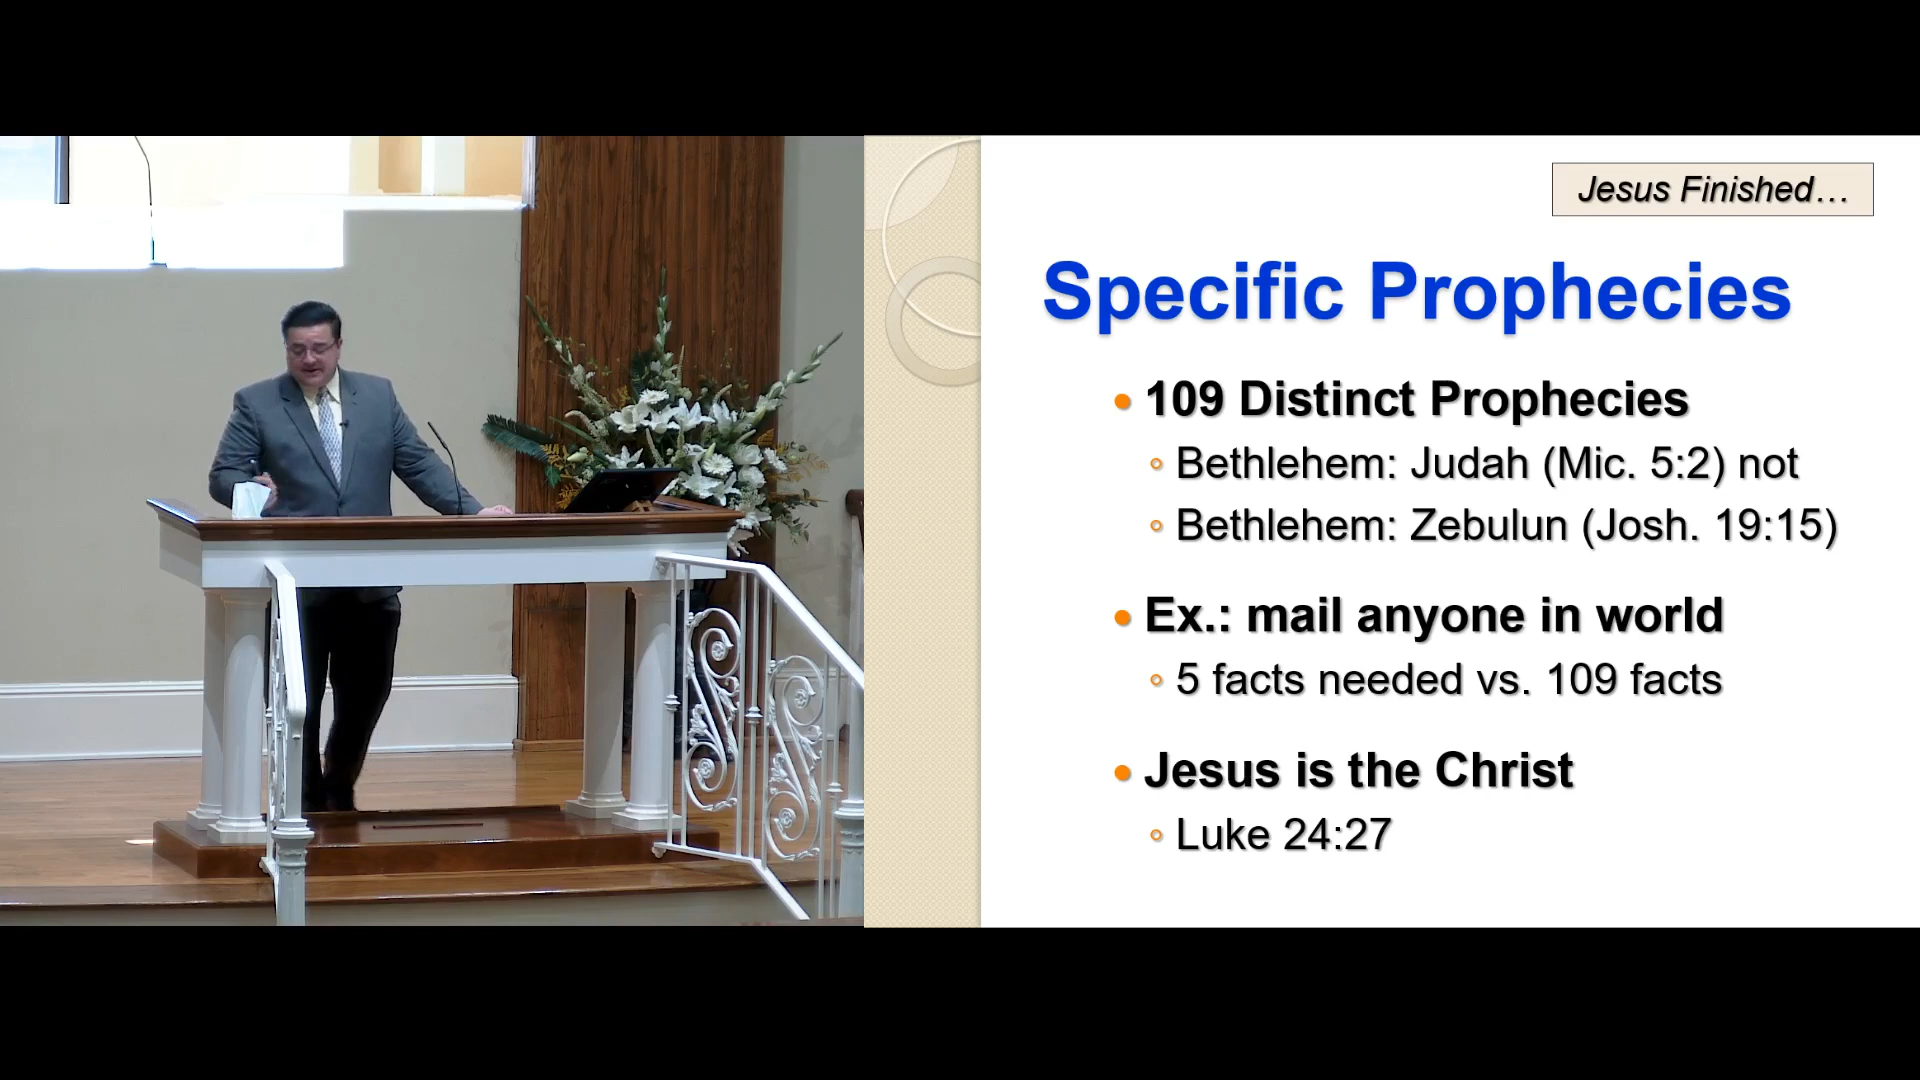 Jesus Finished…
Specific Prophecies
109 Distinct Prophecies
Bethlehem: Judah (Mic. 5:2) not
Bethlehem: Zebulun (Josh. 19:15)
Ex.: mail anyone in world
5 facts needed vs. 109 facts
Jesus is the Christ
Luke 24:27